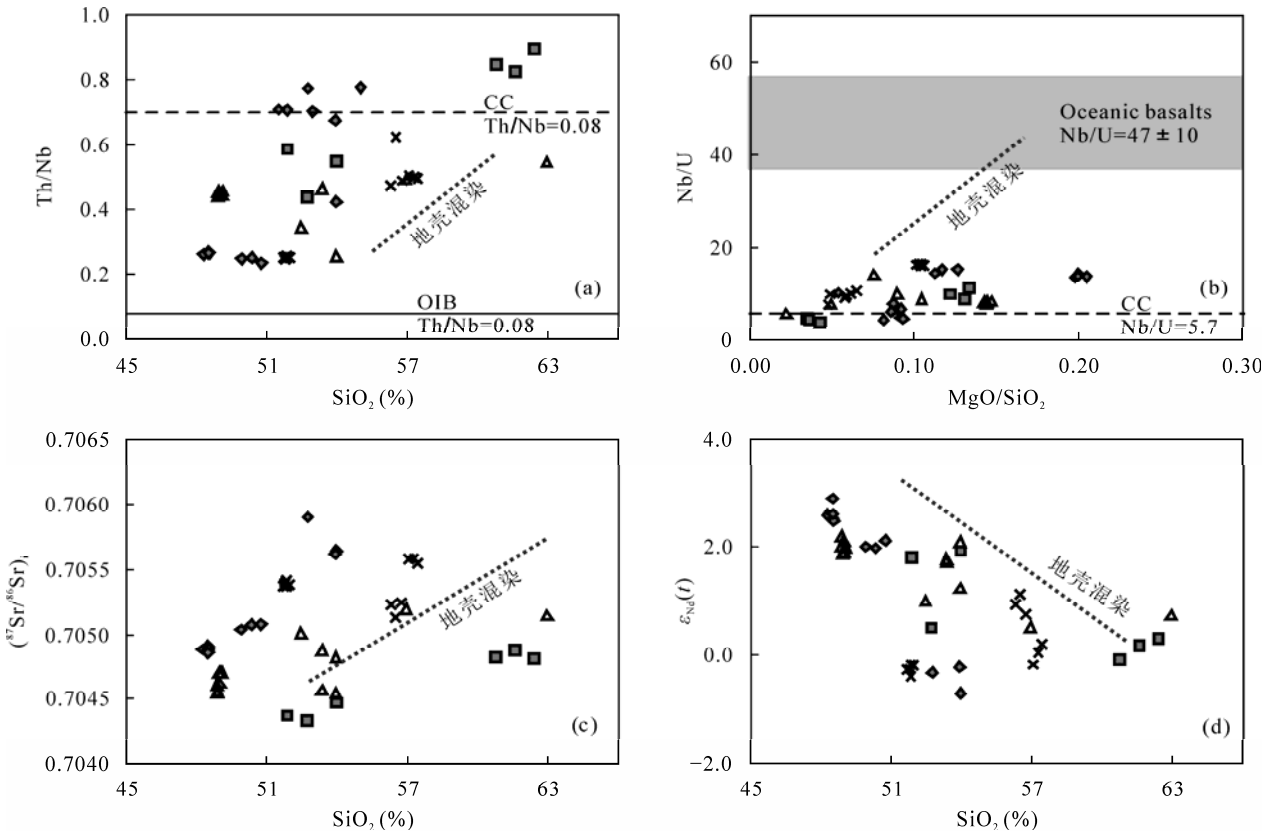 1.0
0.8
0.6
0.4
0.2
0.0
Th/Nb
CC
Th/Nb=0.08
地壳混染
(a)
OIB
Th/Nb=0.08
45
51
57
63
SiO₂(%)
60
40
20
0
Nb/U
Oceanic basalts
Nb/U=47±10
地壳混染
(b)
CC
Nb/U=5.7
0.00
0.10
0.20
0.30
MgO/SiO₂
0.7065
0.7060
0.7055
0.7050
0.7045
0.7040
(⁸⁷Sr/⁸⁶Sr)ᵢ
地壳混染
(c)
45
51
57
63
SiO₂(%)
4.0
2.0
0.0
−2.0
εNd(t)
地壳混染
(d)
45
51
57
63
SiO₂(%)